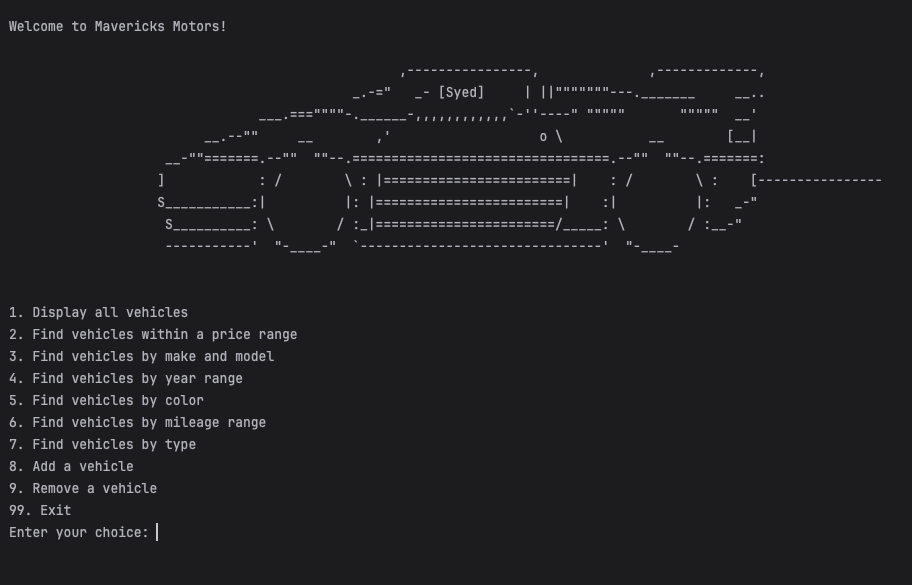 Welcome to Mavericks Motors!
[Syed]
1. Display all vehicles
2. Find vehicles within a price range
3. Find vehicles by make and model
4. Find vehicles by year range
5. Find vehicles by color
6. Find vehicles by mileage range
7. Find vehicles by type
8. Add a vehicle
9. Remove a vehicle
99. Exit
Enter your choice: